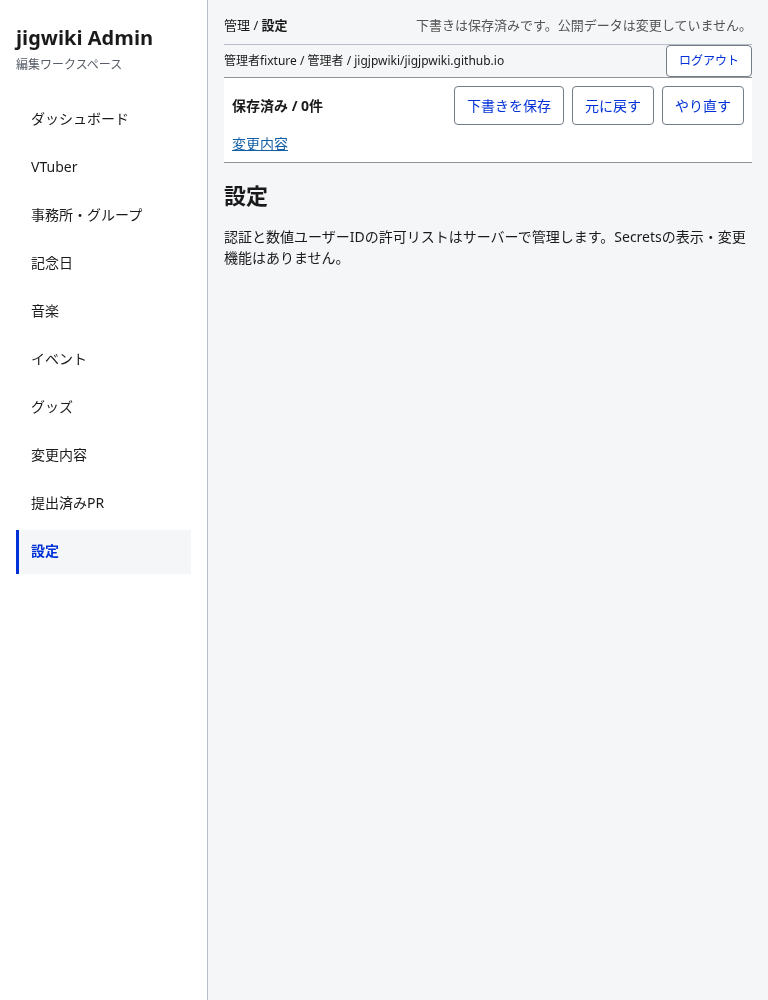 jigwiki Admin
編集ワークスペース
ダッシュボード
VTuber
事務所・グループ
記念日
音楽
イベント
グッズ
変更内容
提出済みPR
設定
管理 / 設定
下書きは保存済みです。公開データは変更していません。
管理者fixture / 管理者 / jigjpwiki/jigjpwiki.github.io
ログアウト
保存済み / 0件
下書きを保存
元に戻す
やり直す
変更内容
設定
認証と数値ユーザーIDの許可リストはサーバーで管理します。Secretsの表示・変更
機能はありません。